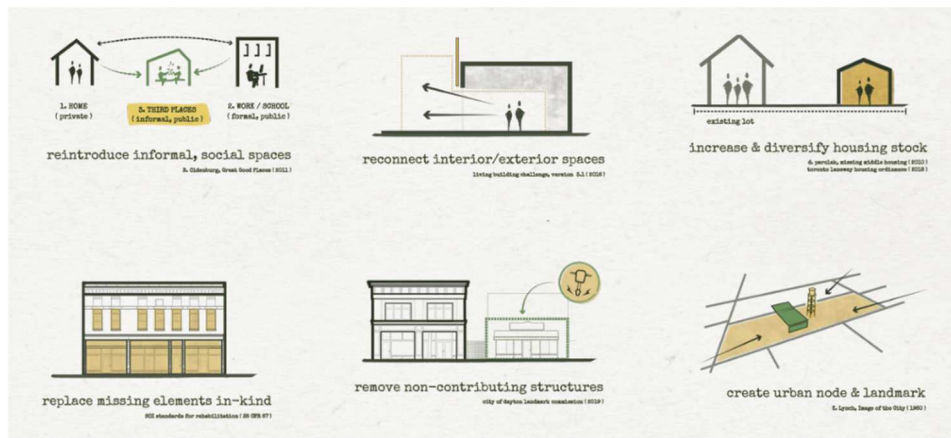 1. HOME
(private)
3. THIRD PLACES
(informal, public)
2. WORK / SCHOOL
(formal, public)
reintroduce informal, social spaces
R. Oldenburg, Great Good Places (2011)
reconnect interior/exterior spaces
living building challenge, version 3.1 (2016)
existing lot
increase & diversify housing stock
d. parolek, missing middle housing (2010)
toronto laneway housing ordinance (2018)
replace missing elements in-kind
SOI standards for rehabilitation (36 CFR 67)
remove non-contributing structures
city of dayton landmark commission (2019)
create urban node & landmark
K. Lynch, Image of the City (1960)